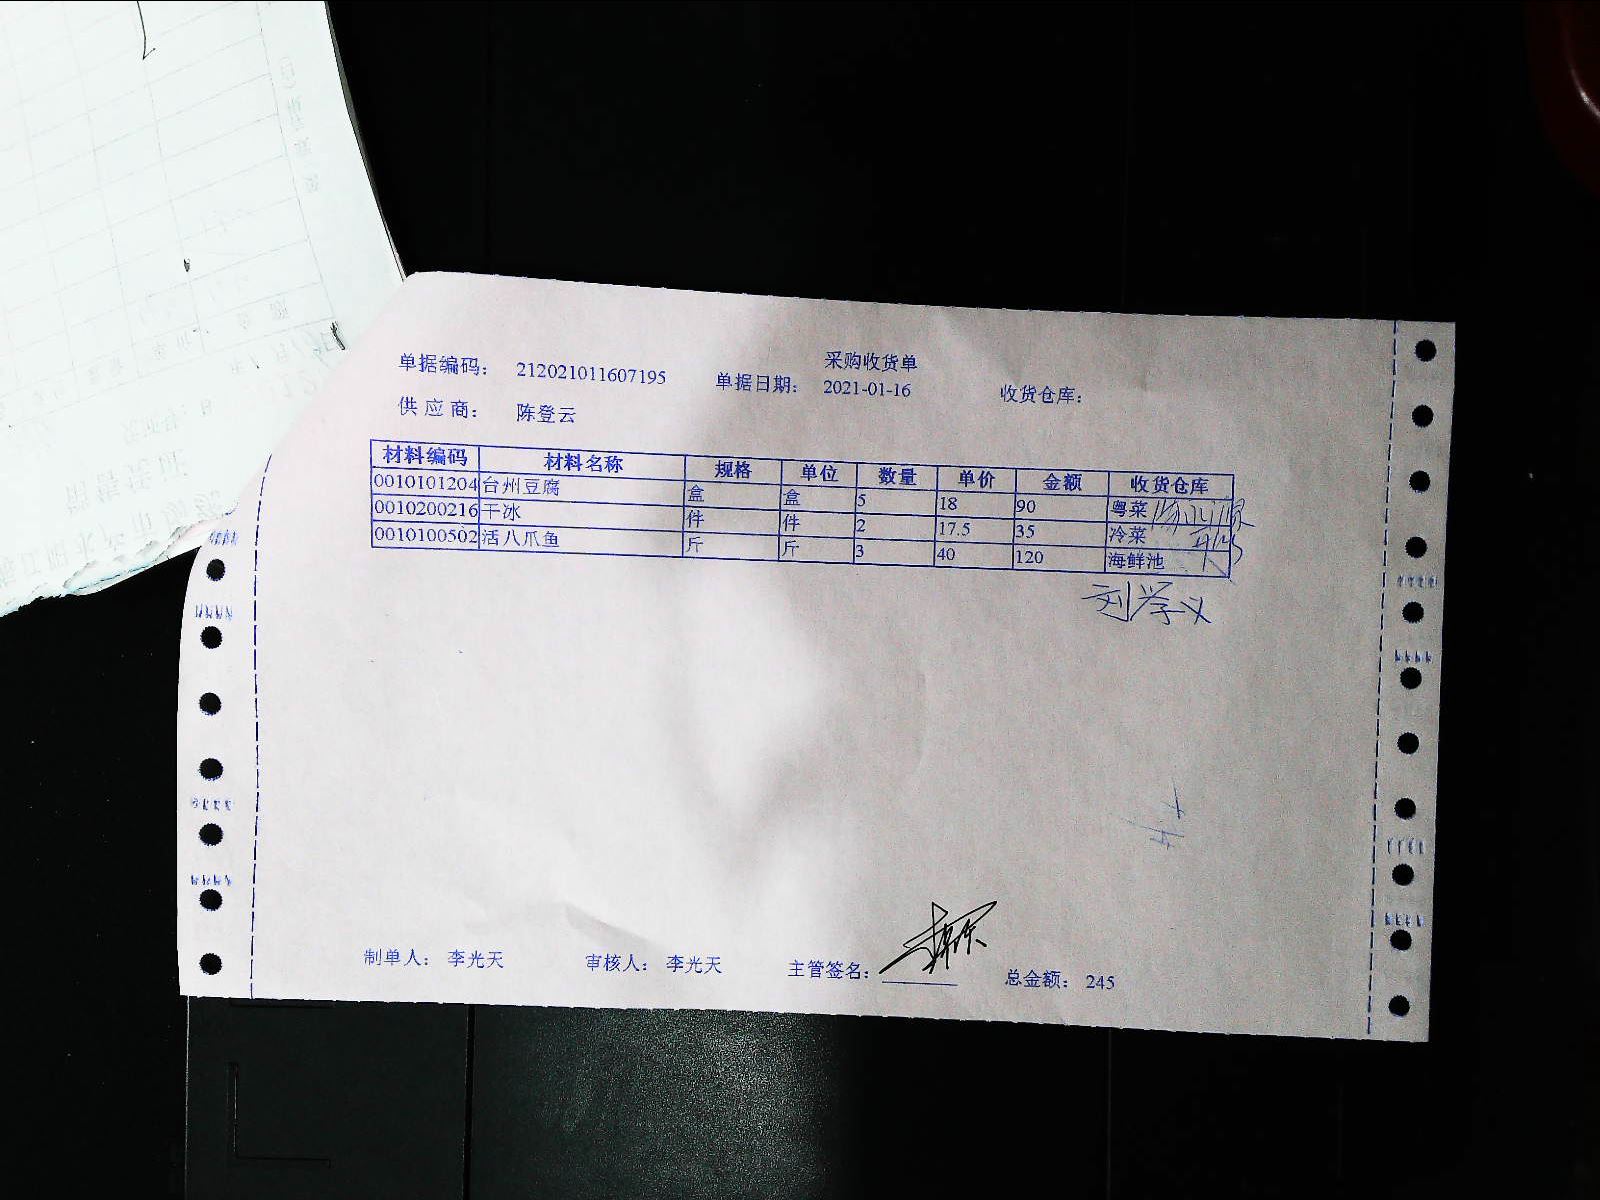 采购收货单
单据编码： 212021011607195 单据日期： 2021-01-16 收货仓库：
供 应 商： 陈登云
材料编码 材料名称 规格 单位 数量 单价 金额 收货仓库
0010101204 台州豆腐 盒 盒 5 18 90 粤菜
0010200216 干冰 件 件 2 17.5 35 冷菜
0010100502 活八爪鱼 斤 斤 3 40 120 海鲜池
刘学义
制单人： 李光天 审核人： 李光天 主管签名： 总金额： 245